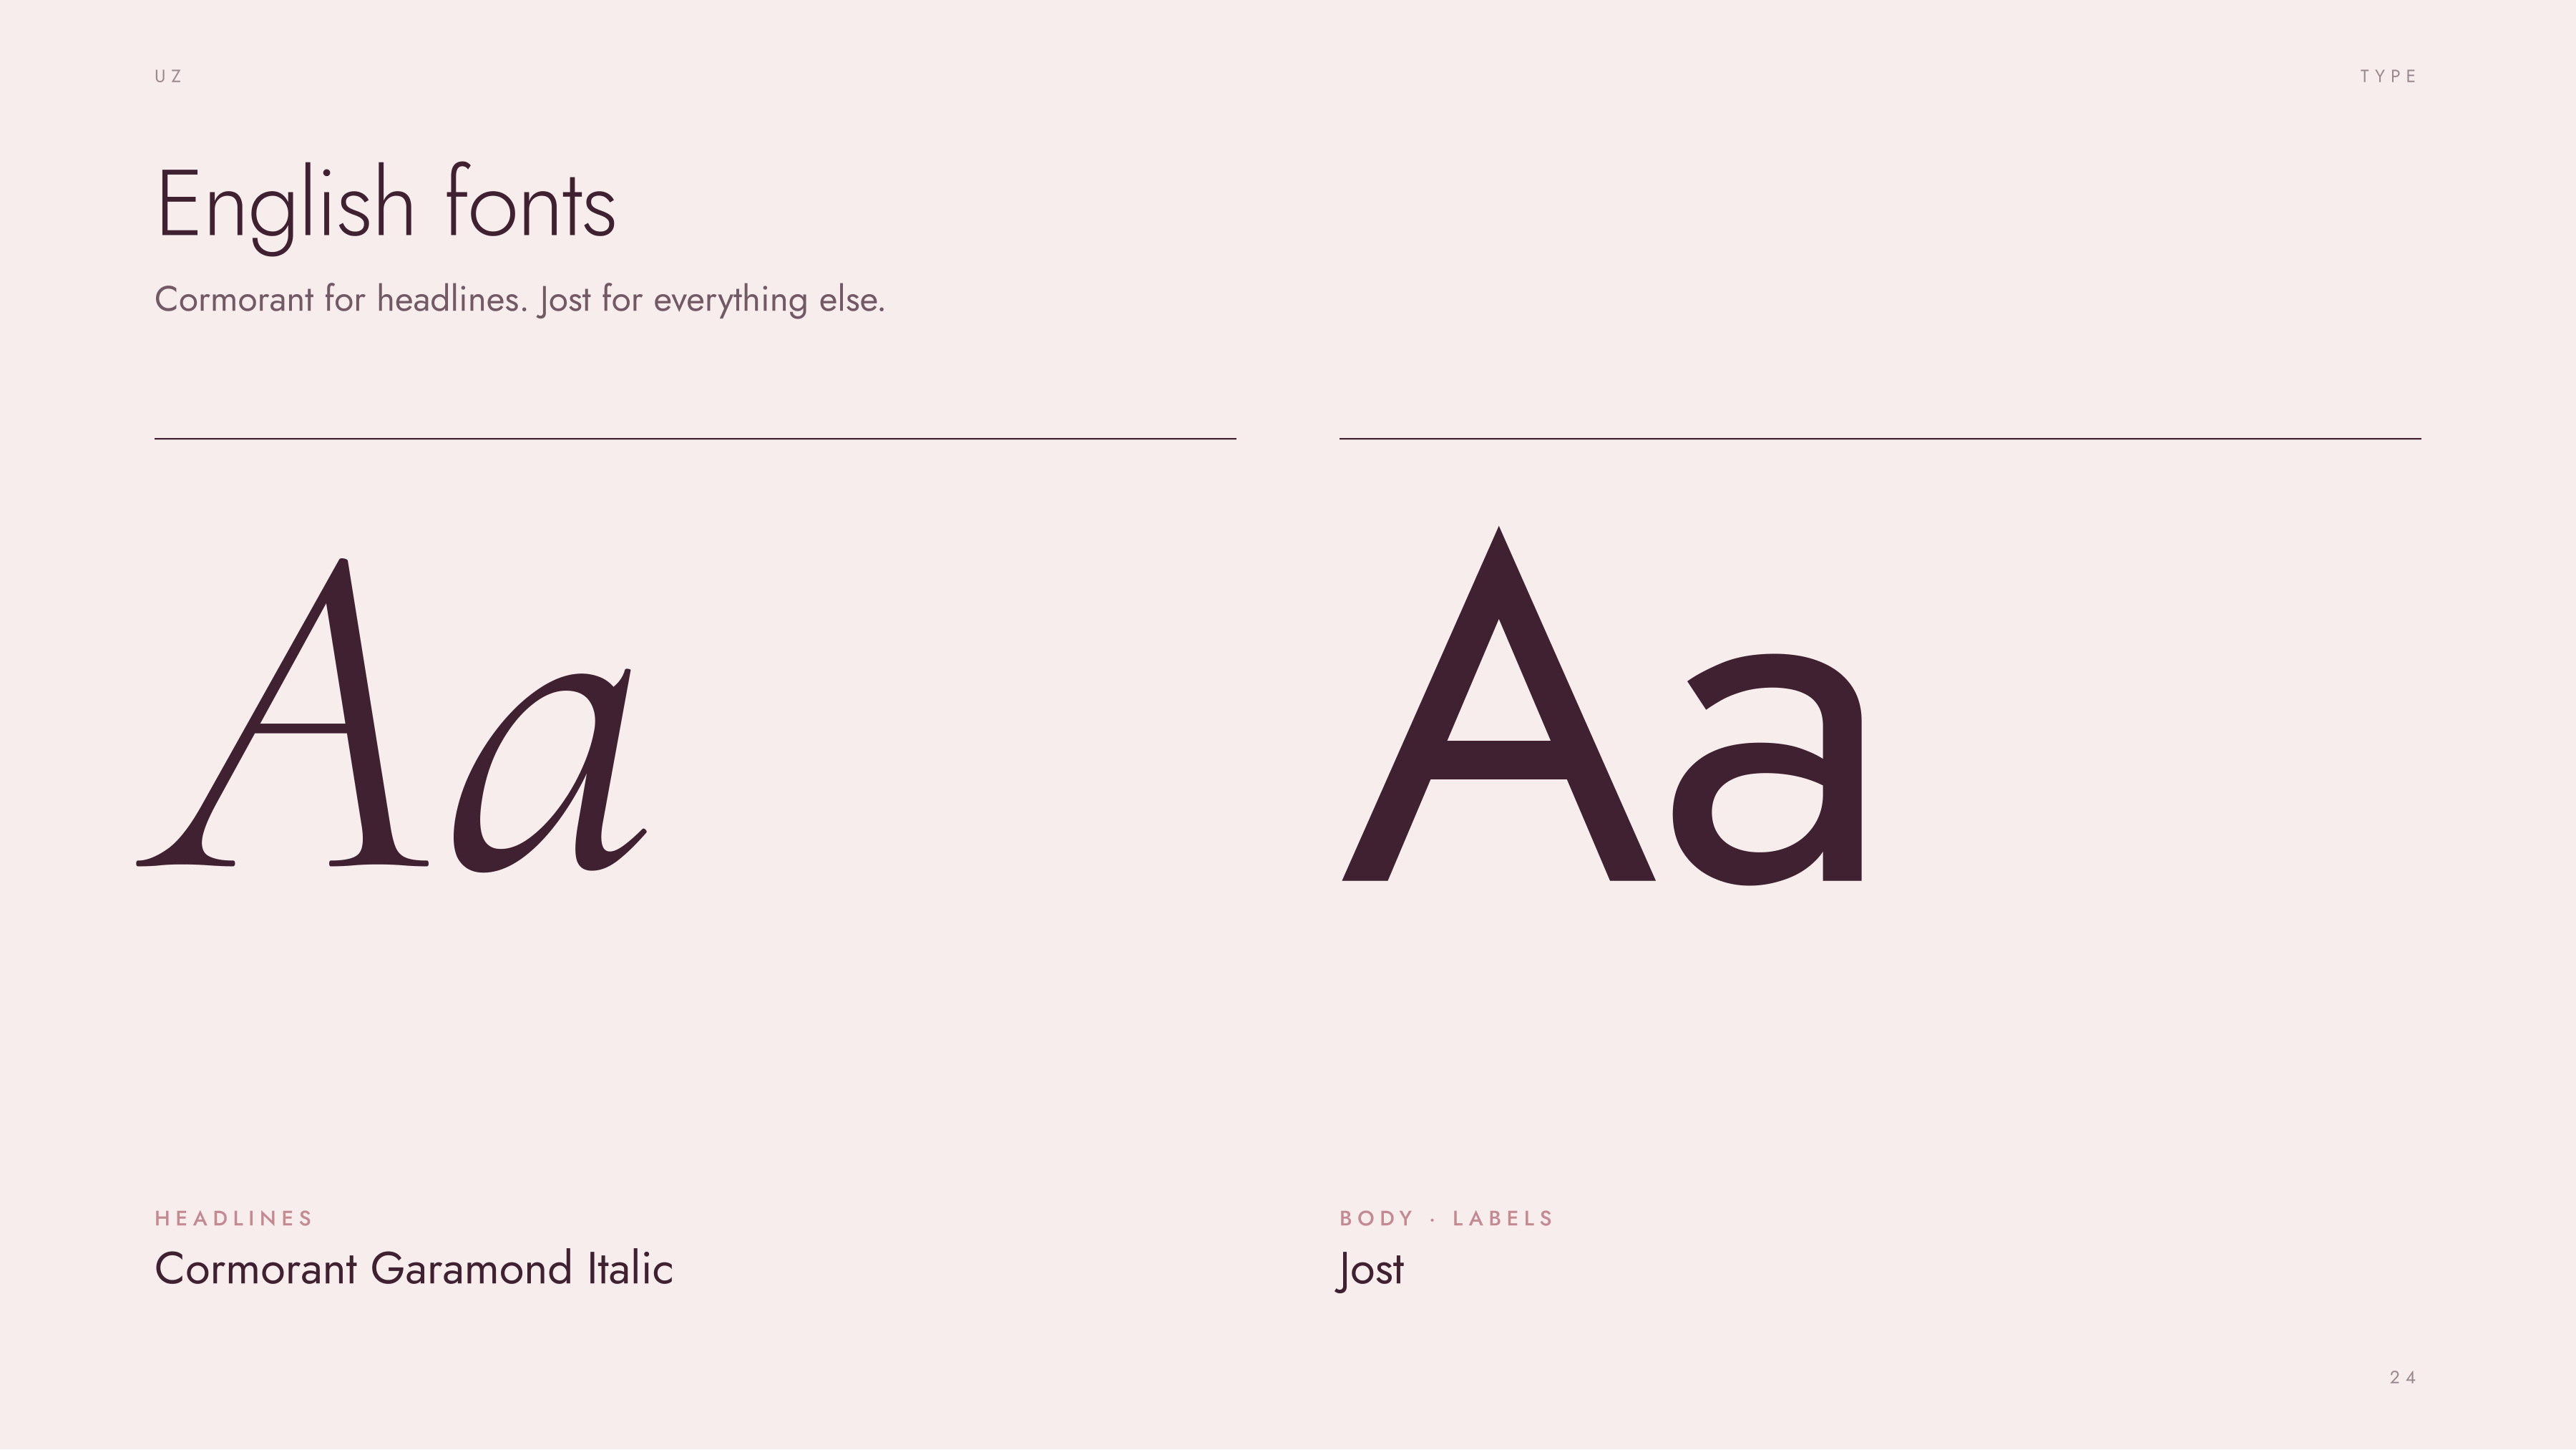 UZ
TYPE
English fonts
Cormorant for headlines. Jost for everything else.
Aa
Aa
HEADLINES
Cormorant Garamond Italic
BODY · LABELS
Jost
24